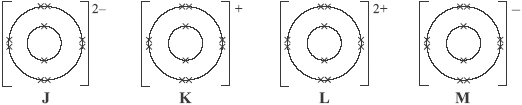 2– + 2+ –
J K L M